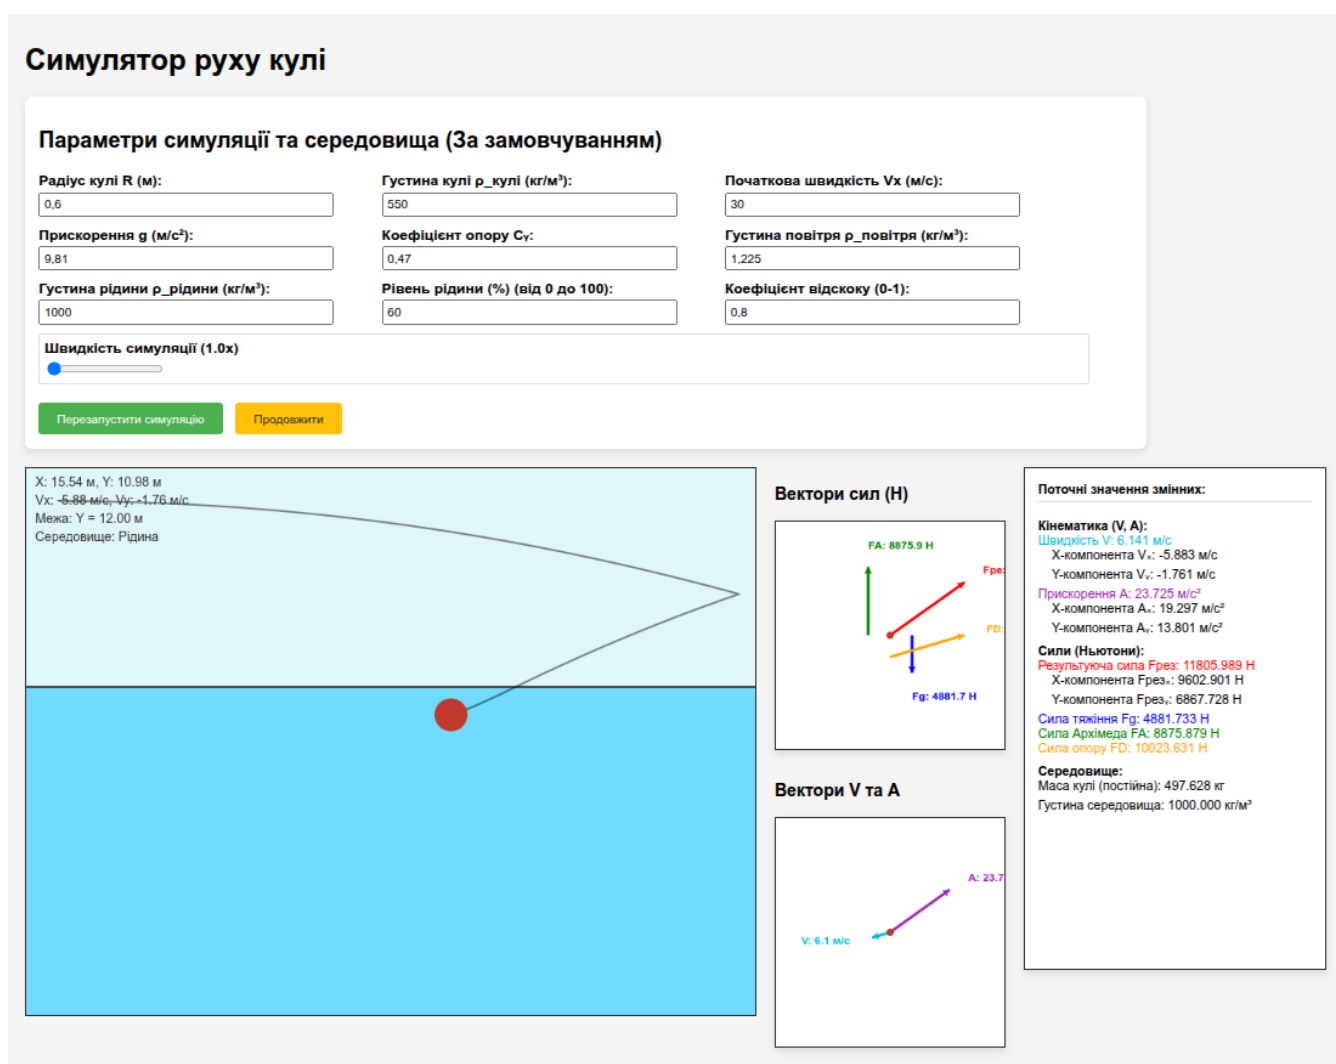 Симулятор руху кулі
Параметри симуляції та середовища (За замовчуванням)
Радіус кулі R (м):
0,6
Густина кулі ρ_кулі (кг/м³):
550
Початкова швидкість Vx (м/с):
30
Прискорення g (м/с²):
9,81
Коефіцієнт опору Cᵧ:
0,47
Густина повітря ρ_повітря (кг/м³):
1,225
Густина рідини ρ_рідини (кг/м³):
1000
Рівень рідини (%) (від 0 до 100):
60
Коефіцієнт відскоку (0-1):
0,8
Швидкість симуляції (1.0x)
Перезапустити симуляцію
Продовжити
X: 15.54 м, Y: 10.98 м
Vx: -5.88 м/с, Vy: -1.76 м/с
Межа: Y = 12.00 м
Середовище: Рідина
Вектори сил (Н)
FA: 8875.9 Н
Fрез:
FD:
Fg: 4881.7 Н
Вектори V та A
A: 23.7
V: 6.1 м/с
Поточні значення змінних:
Кінематика (V, A):
Швидкість V: 6.141 м/с
X-компонента Vₓ: -5.883 м/с
Y-компонента Vᵧ: -1.761 м/с
Прискорення A: 23.725 м/с²
X-компонента Aₓ: 19.297 м/с²
Y-компонента Aᵧ: 13.801 м/с²
Сили (Ньютони):
Результуюча сила Fрез: 11805.989 Н
X-компонента Fрезₓ: 9602.901 Н
Y-компонента Fрезᵧ: 6867.728 Н
Сила тяжіння Fg: 4881.733 Н
Сила Архімеда FA: 8875.879 Н
Сила опору FD: 10023.631 Н
Середовище:
Маса кулі (постійна): 497.628 кг
Густина середовища: 1000.000 кг/м³